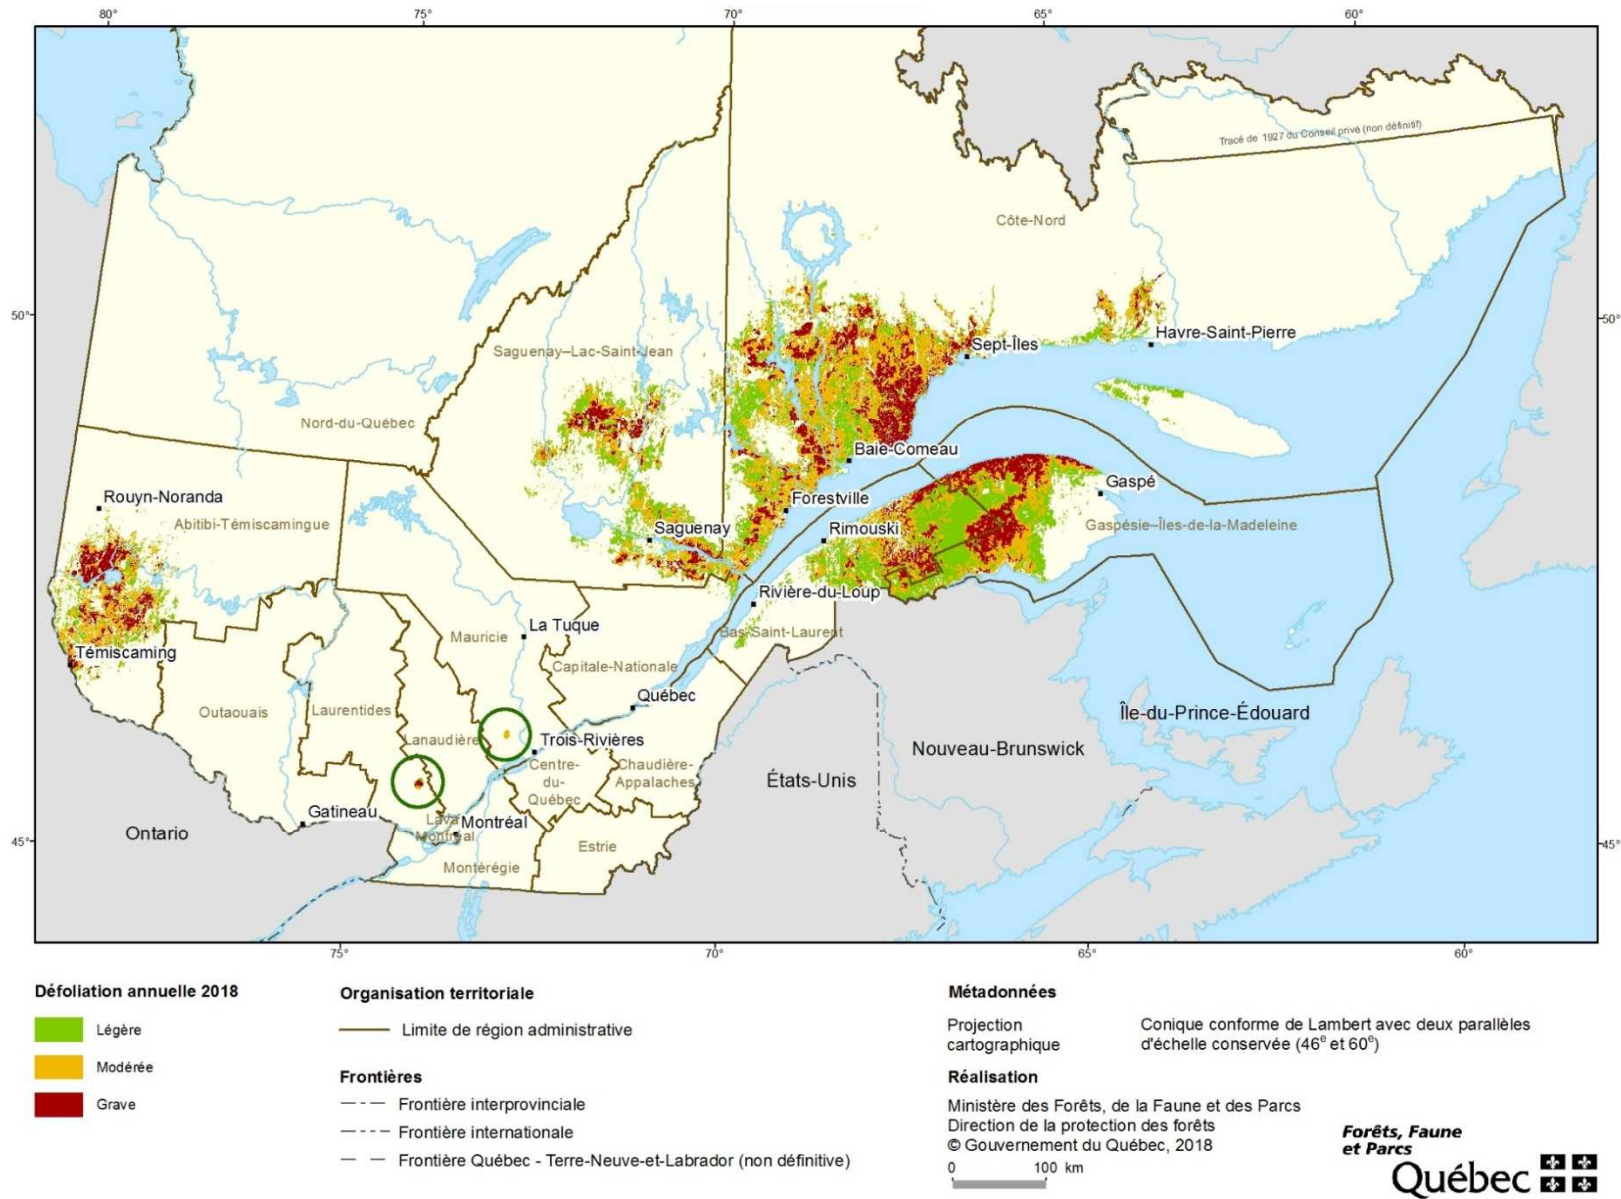 80°
75°
70°
65°
60°
Tracé de 1927 du Conseil privé (non définitif)
Côte-Nord
50°
50°
Havre-Saint-Pierre
Sept-Îles
Saguenay–Lac-Saint-Jean
Nord-du-Québec
Baie-Comeau
Gaspé
Rouyn-Noranda
Forestville
Abitibi-Témiscamingue
Saguenay
Rimouski
Gaspésie–Îles-de-la-Madeleine
Rivière-du-Loup
La Tuque
Mauricie
Bas-Saint-Laurent
Témiscaming
Capitale-Nationale
Québec
Outaouais
Laurentides
Île-du-Prince-Édouard
Lanaudière
Trois-Rivières
Nouveau-Brunswick
Centre-
du-
Québec
Chaudière-
Appalaches
États-Unis
Gatineau
Lava
Montréal
Montréal
Ontario
45°
45°
Estrie
Montérégie
75°
70°
65°
60°
Défoliation annuelle 2018
Légère
Modérée
Grave
Organisation territoriale
Limite de région administrative
Frontières
Frontière interprovinciale
Frontière internationale
Frontière Québec - Terre-Neuve-et-Labrador (non définitive)
Métadonnées
Projection
cartographique
Conique conforme de Lambert avec deux parallèles
d'échelle conservée (46e et 60e)
Réalisation
Ministère des Forêts, de la Faune et des Parcs
Direction de la protection des forêts
© Gouvernement du Québec, 2018
0 100 km
Forêts, Faune
et Parcs
Québec